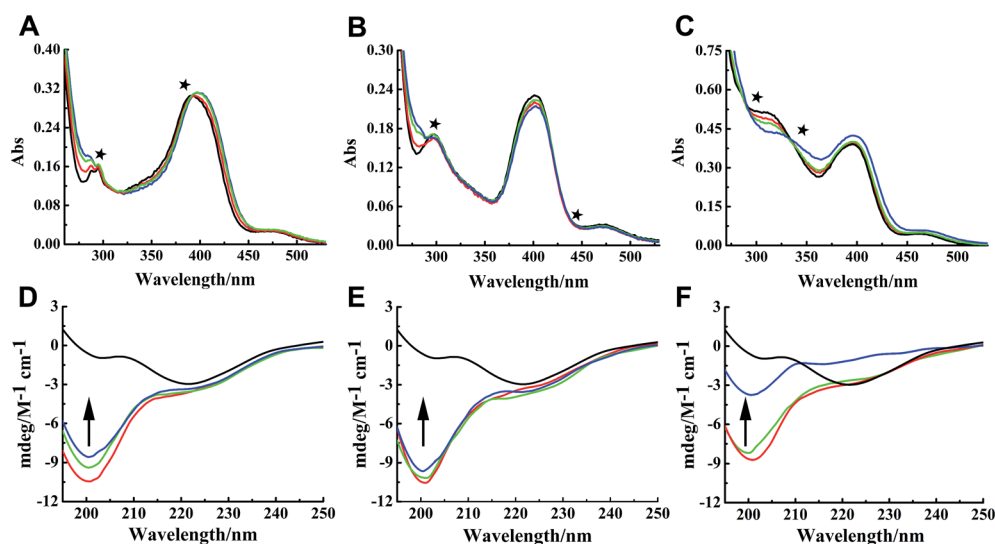 A
B
C
0.40
0.32
0.24
0.16
0.08
0.00
Abs
300 350 400 450 500
Wavelength/nm
0.30
0.24
0.18
0.12
0.06
0.00
Abs
300 350 400 450 500
Wavelength/nm
0.75
0.60
0.45
0.30
0.15
0.00
Abs
300 350 400 450 500
Wavelength/nm
D
E
F
3
0
-3
-6
-9
-12
mdeg/M-1 cm-1
200 210 220 230 240 250
Wavelength/nm
3
0
-3
-6
-9
-12
mdeg/M-1 cm-1
200 210 220 230 240 250
Wavelength/nm
3
0
-3
-6
-9
-12
mdeg/M-1 cm-1
200 210 220 230 240 250
Wavelength/nm